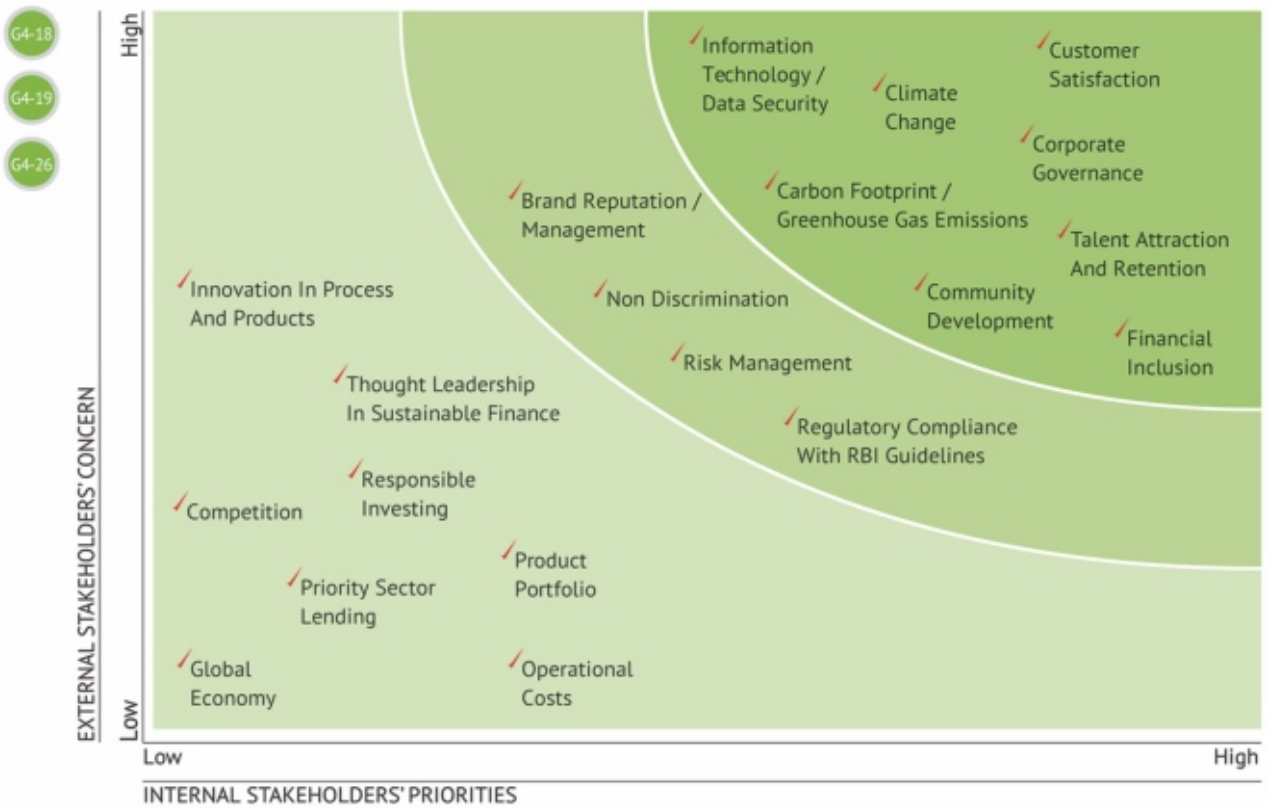 G4-18
G4-19
G4-26
High
Information
Technology /
Data Security
Customer
Satisfaction
Climate
Change
Corporate
Governance
Carbon Footprint /
Greenhouse Gas Emissions
Brand Reputation /
Management
Talent Attraction
And Retention
Innovation In Process
And Products
Non Discrimination
Community
Development
Financial
Inclusion
Risk Management
Thought Leadership
In Sustainable Finance
Regulatory Compliance
With RBI Guidelines
Responsible
Investing
Competition
Product
Portfolio
Priority Sector
Lending
Global
Economy
Operational
Costs
EXTERNAL STAKEHOLDERS' CONCERN
Low
Low
High
INTERNAL STAKEHOLDERS' PRIORITIES